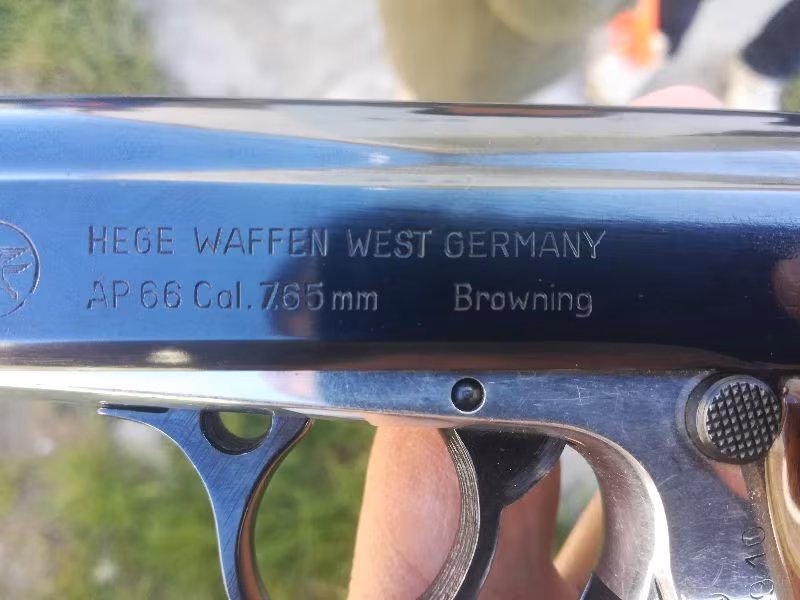 HEGE WAFFEN WEST GERMANY
AP 66 Cal. 7.65 mm Browning